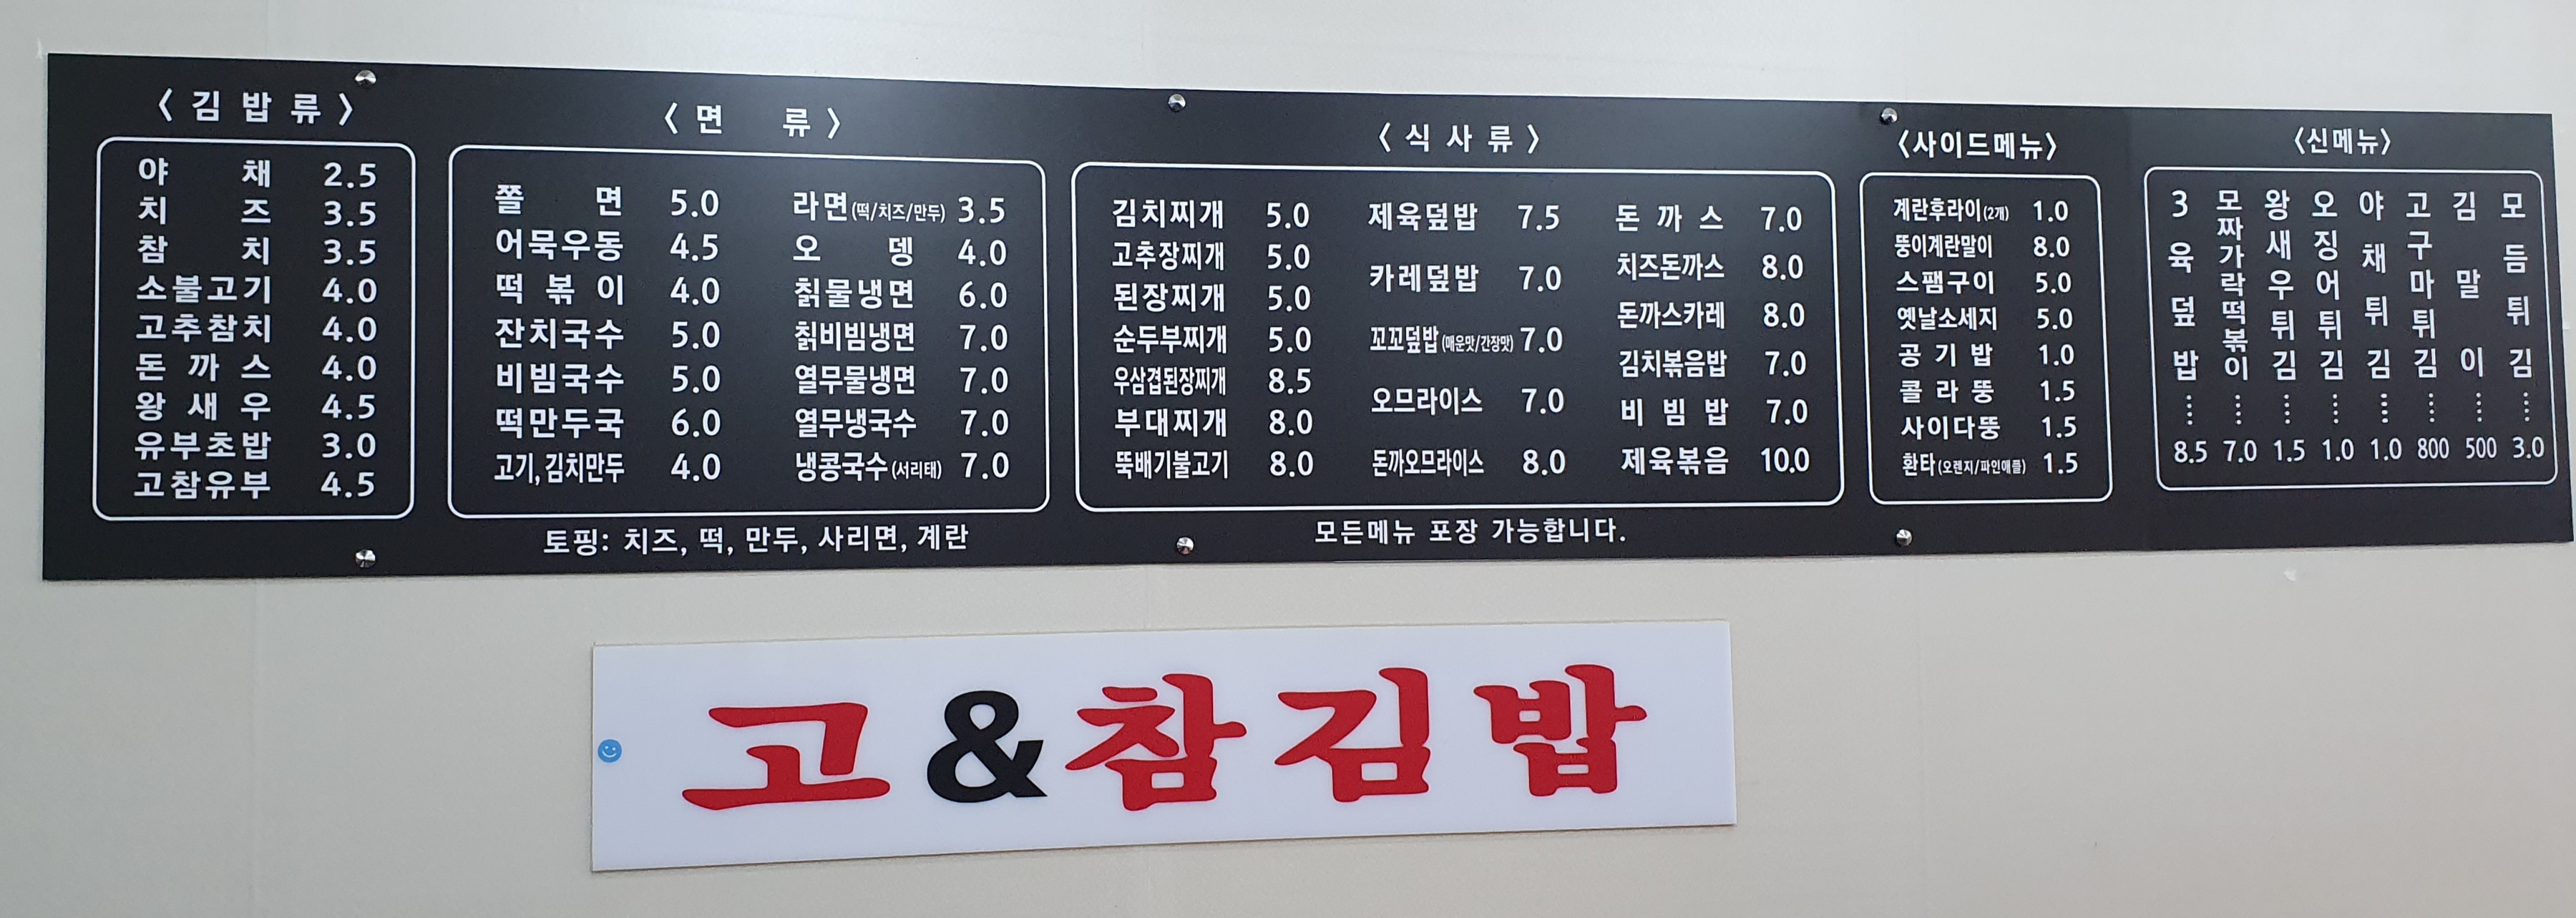 〈 김 밥 류 〉
야 채 2.5
치 즈 3.5
참 치 3.5
소불고기 4.0
고추참치 4.0
돈 까 스 4.0
왕 새 우 4.5
유부초밥 3.0
고참유부 4.5
〈 면 류 〉
쫄 면 5.0
어묵우동 4.5
떡 볶 이 4.0
잔치국수 5.0
비빔국수 5.0
떡만두국 6.0
고기,김치만두 4.0
라면(떡/치즈/만두) 3.5
오 뎅 4.0
칡물냉면 6.0
칡비빔냉면 7.0
열무물냉면 7.0
열무냉국수 7.0
냉콩국수(서리태) 7.0
토핑: 치즈, 떡, 만두, 사리면, 계란
〈 식 사 류 〉
김치찌개 5.0
고추장찌개 5.0
된장찌개 5.0
순두부찌개 5.0
우삼겹된장찌개 8.5
부대찌개 8.0
뚝배기불고기 8.0
제육덮밥 7.5
카레덮밥 7.0
꼬꼬덮밥(매운맛/간장맛) 7.0
오므라이스 7.0
돈까오므라이스 8.0
돈 까 스 7.0
치즈돈까스 8.0
돈까스카레 8.0
김치볶음밥 7.0
비 빔 밥 7.0
제육볶음 10.0
모든메뉴 포장 가능합니다.
〈사이드메뉴〉
계란후라이(2개) 1.0
뚱이계란말이 8.0
스팸구이 5.0
옛날소세지 5.0
공 기 밥 1.0
콜 라 뚱 1.5
사이다뚱 1.5
환타(오렌지/파인애플) 1.5
〈신메뉴〉
3육덮밥 ···· 8.5
모짜가락떡볶이 ···· 7.0
왕새우튀김 ···· 1.5
오징어튀김 ···· 1.0
야채튀김 ···· 1.0
고구마튀김 ···· 800
김말이 ···· 500
모듬튀김 ···· 3.0
고&참김밥